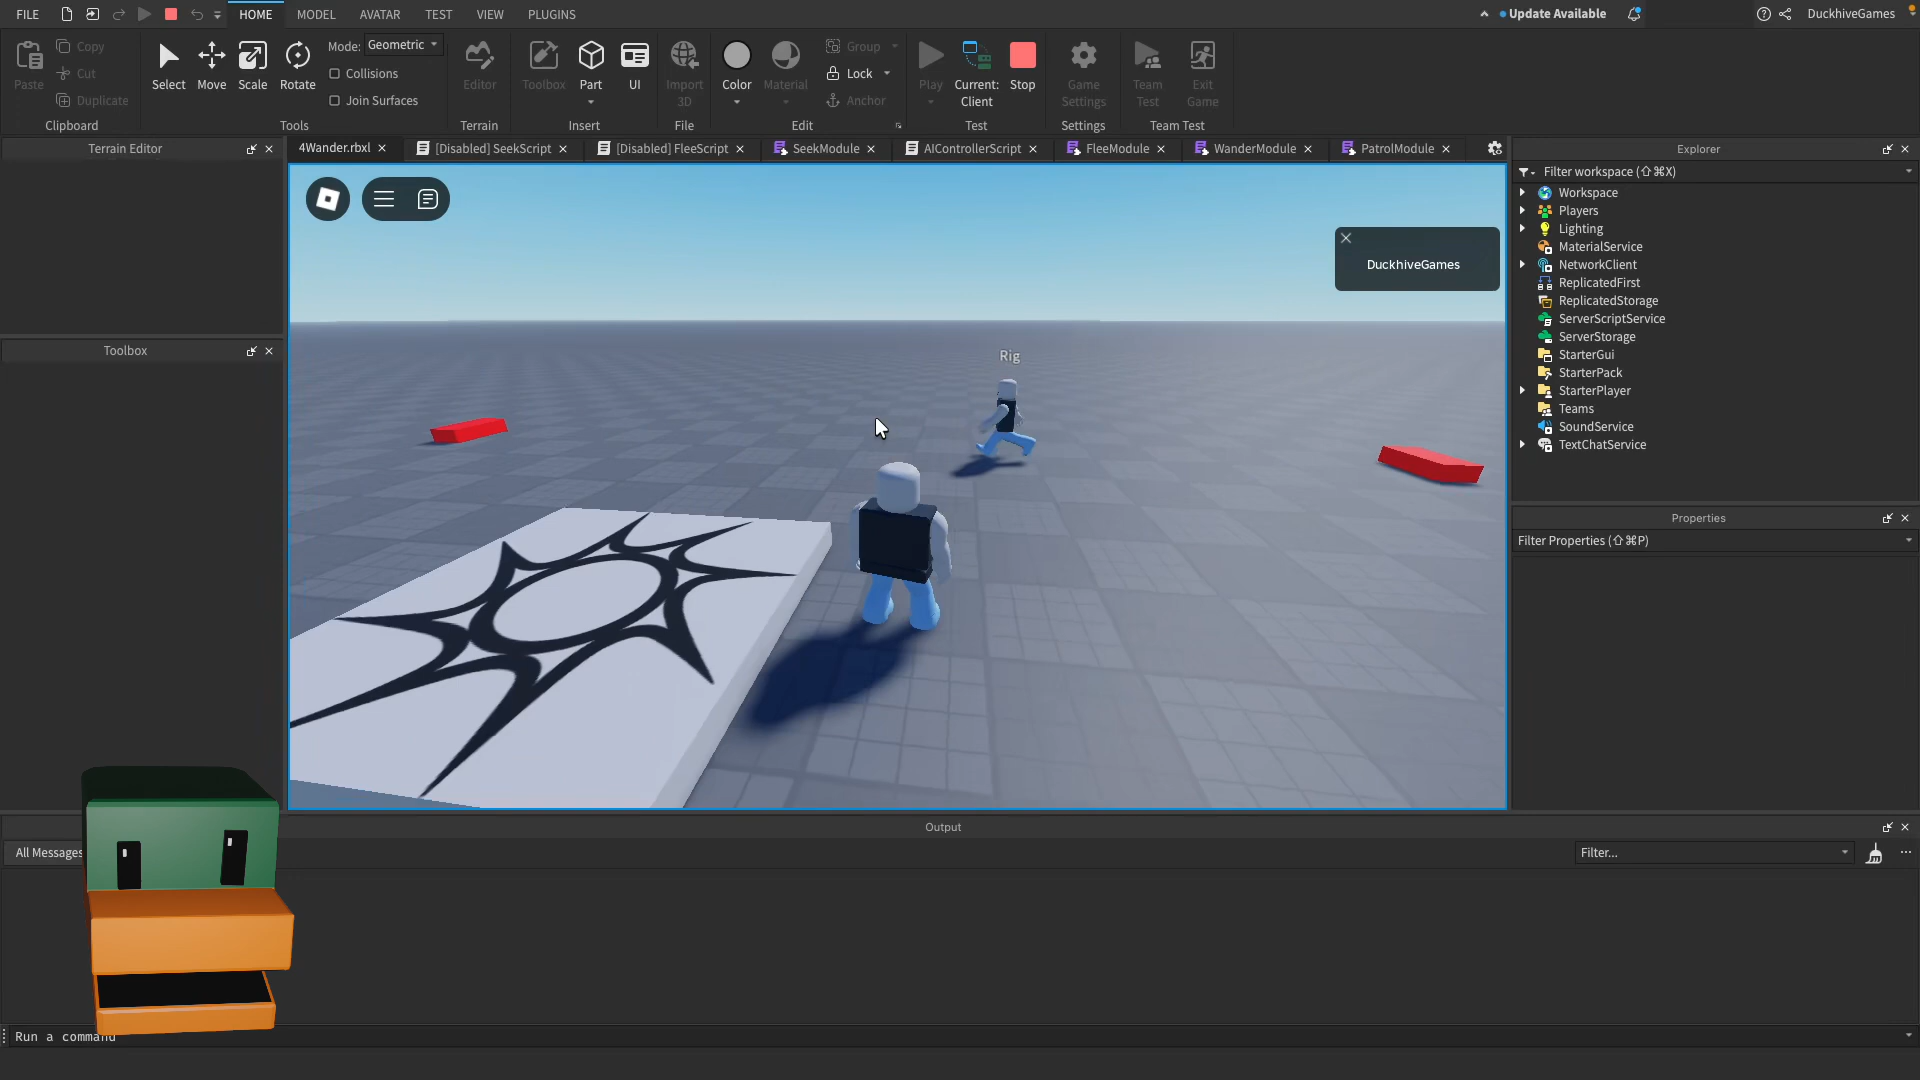 FILE
HOME
MODEL
AVATAR
TEST
VIEW
PLUGINS
Update Available
DuckhiveGames
Paste
Copy
Cut
Duplicate
Clipboard
Select
Move
Scale
Rotate
Mode: Geometric
Collisions
Join Surfaces
Tools
Editor
Terrain
Toolbox
Part
UI
Insert
Import
3D
File
Color
Material
Group
Lock
Anchor
Edit
Play
Current:
Client
Stop
Test
Game
Settings
Settings
Team
Test
Exit
Game
Team Test
Terrain Editor
4Wander.rbxl
[Disabled] SeekScript
[Disabled] FleeScript
SeekModule
AIControllerScript
FleeModule
WanderModule
PatrolModule
Explorer
Filter workspace (⇧⌘X)
Workspace
Players
Lighting
MaterialService
NetworkClient
ReplicatedFirst
ReplicatedStorage
ServerScriptService
ServerStorage
StarterGui
StarterPack
StarterPlayer
Teams
SoundService
TextChatService
DuckhiveGames
Rig
Toolbox
Properties
Filter Properties (⇧⌘P)
Output
All Messages
Filter...
Run a command